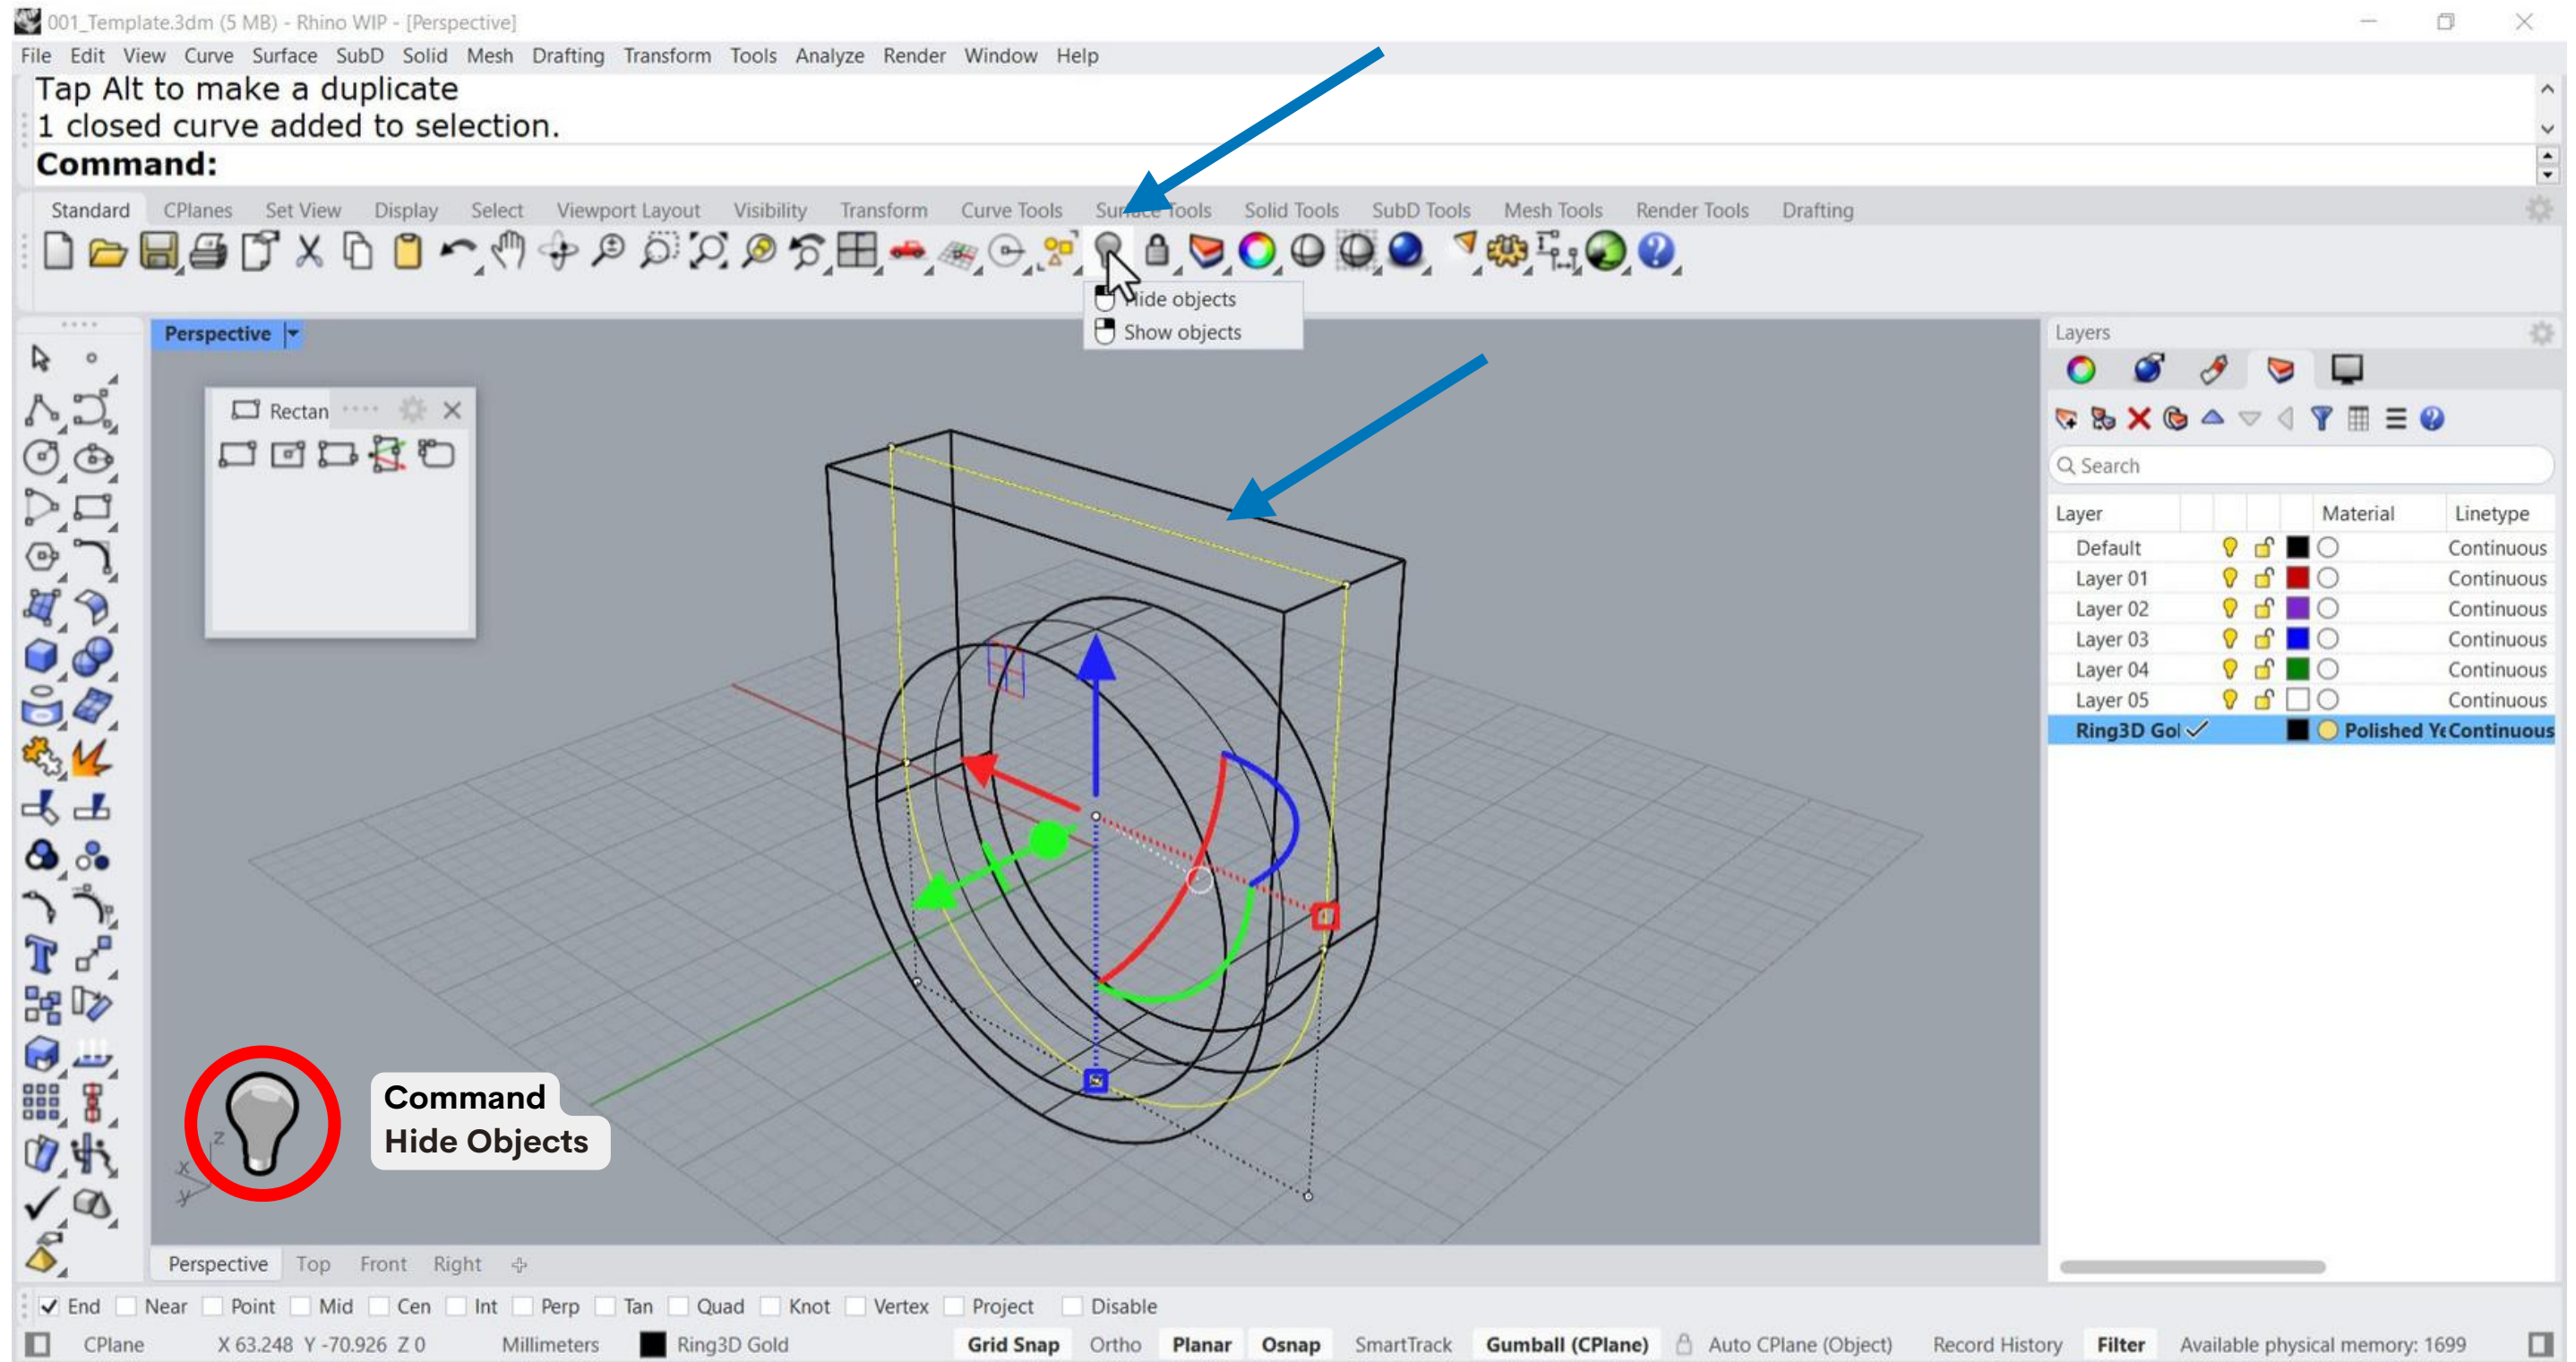 001_Template.3dm (5 MB) - Rhino WIP - [Perspective]
File Edit View Curve Surface SubD Solid Mesh Drafting Transform Tools Analyze Render Window Help
Tap Alt to make a duplicate
1 closed curve added to selection.
Command:
Standard CPlanes Set View Display Select Viewport Layout Visibility Transform Curve Tools Surface Tools Solid Tools SubD Tools Mesh Tools Render Tools Drafting
Hide objects
Show objects
Perspective
Rectan
Layers
Search
Layer Material Linetype
Default Continuous
Layer 01 Continuous
Layer 02 Continuous
Layer 03 Continuous
Layer 04 Continuous
Layer 05 Continuous
Ring3D Gol Polished Ye Continuous
Command
Hide Objects
z
x
y
Perspective Top Front Right
End Near Point Mid Cen Int Perp Tan Quad Knot Vertex Project Disable
CPlane X 63.248 Y -70.926 Z 0 Millimeters Ring3D Gold Grid Snap Ortho Planar Osnap SmartTrack Gumball (CPlane) Auto CPlane (Object) Record History Filter Available physical memory: 1699